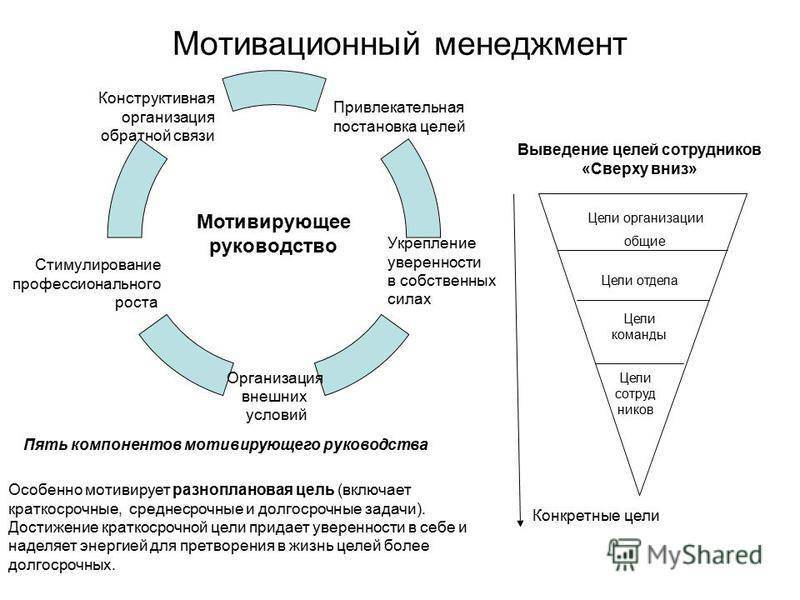 Мотивационный менеджмент
Конструктивная
организация
обратной связи
Привлекательная
постановка целей
Мотивирующее
руководство
Укрепление
уверенности
в собственных
силах
Стимулирование
профессионального
роста
Организация
внешних
условий
Пять компонентов мотивирующего руководства
Особенно мотивирует разноплановая цель (включает
краткосрочные, среднесрочные и долгосрочные задачи).
Достижение краткосрочной цели придает уверенности в себе и
наделяет энергией для претворения в жизнь целей более
долгосрочных.
Выведение целей сотрудников
«Сверху вниз»
Цели организации
общие
Цели отдела
Цели
команды
Цели
сотруд
ников
Конкретные цели
MyShared